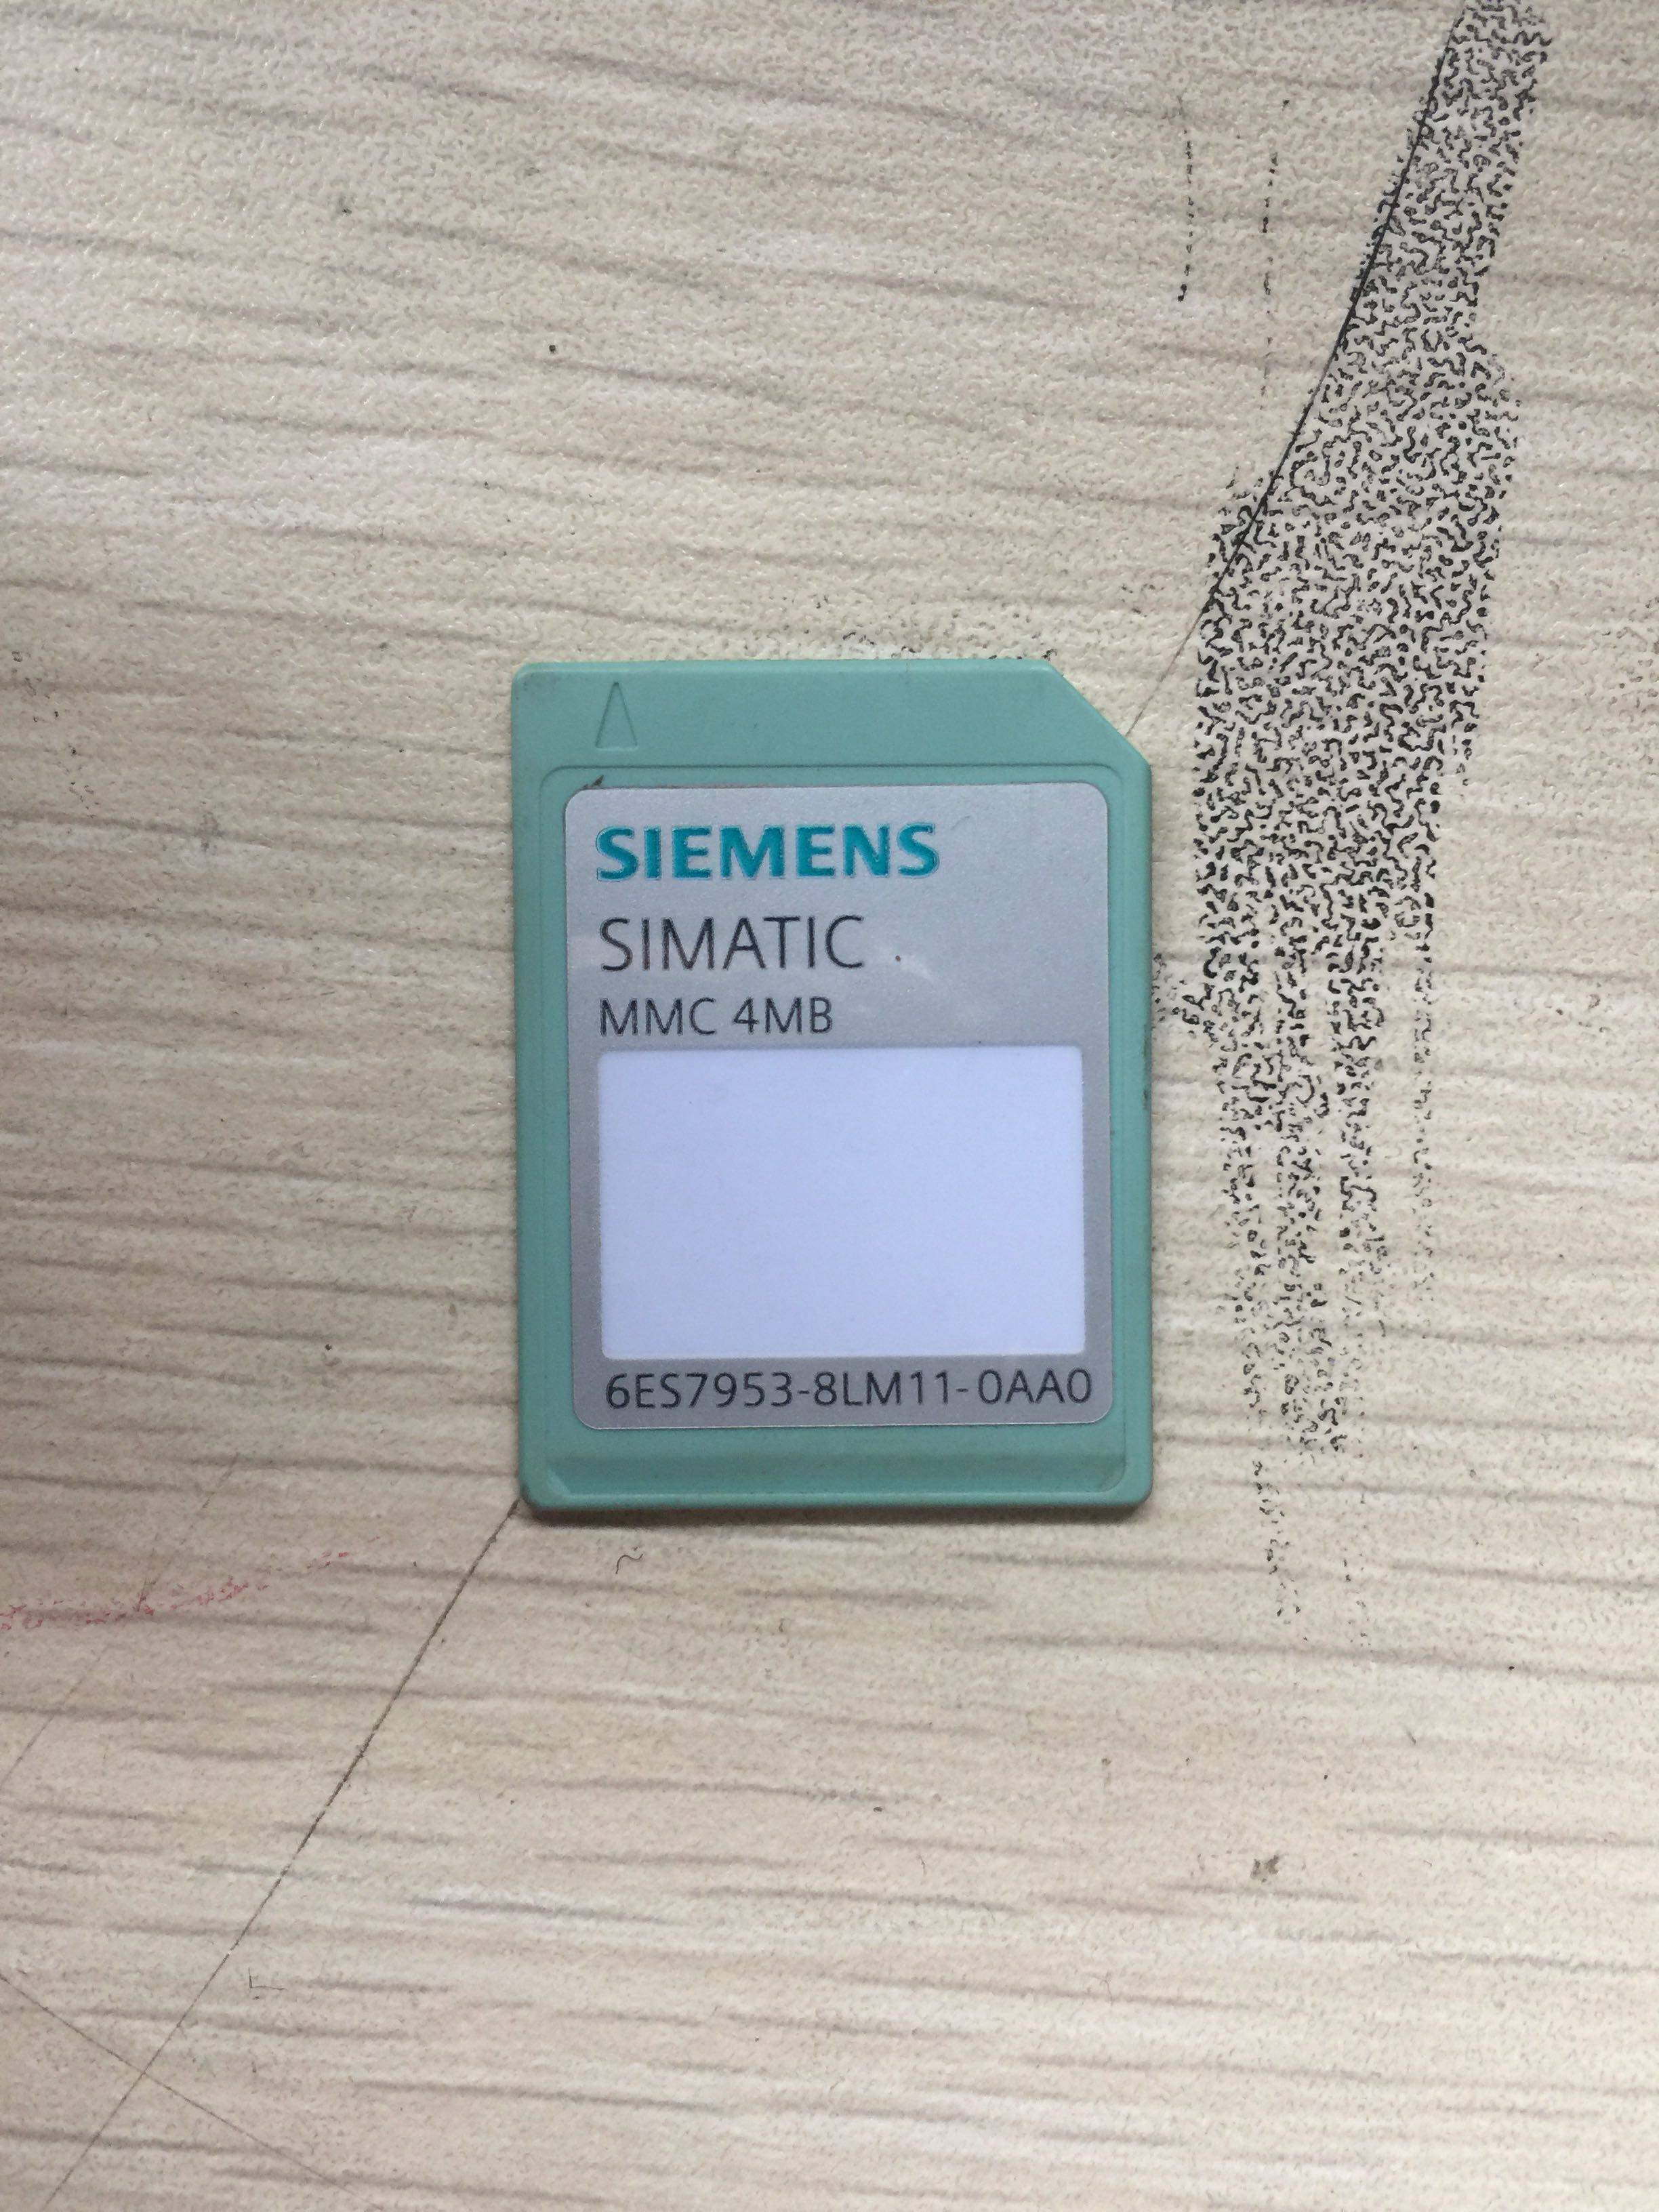 SIEMENS
SIMATIC
MMC 4MB
6ES7953-8LM11-0AA0